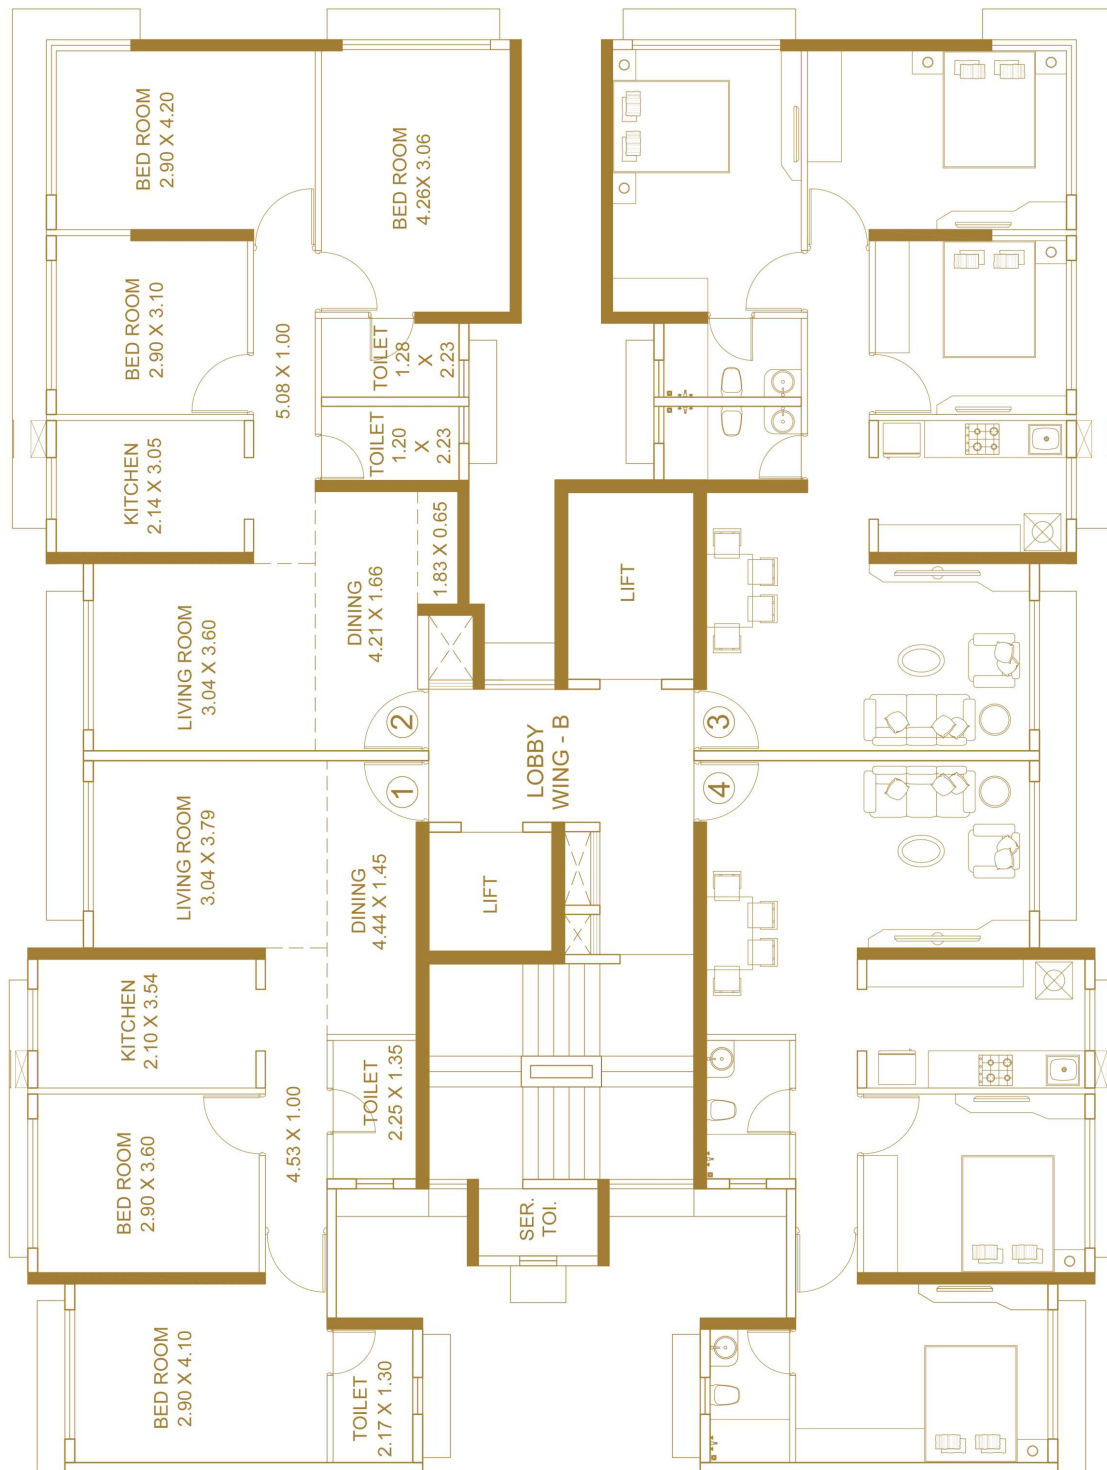 BED ROOM
2.90 X 4.20
BED ROOM
4.26X 3.06
BED ROOM
2.90 X 3.10
5.08 X 1.00
TOILET
1.28
X
2.23
TOILET
1.20
X
2.23
KITCHEN
2.14 X 3.05
LIVING ROOM
3.04 X 3.60
DINING
4.21 X 1.66
1.83 X 0.65
LIFT
2
3
LOBBY
WING - B
1
4
LIVING ROOM
3.04 X 3.79
DINING
4.44 X 1.45
LIFT
KITCHEN
2.10 X 3.54
TOILET
2.25 X 1.35
4.53 X 1.00
BED ROOM
2.90 X 3.60
SER.
TOI.
BED ROOM
2.90 X 4.10
TOILET
2.17 X 1.30